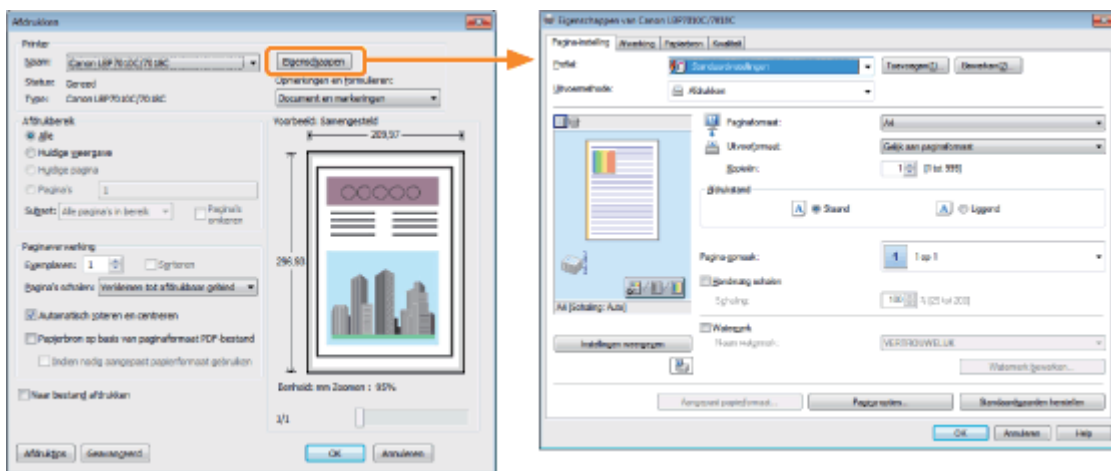 Afdrukken
Printer
Naam: Canon LBP7010C/7018C
Eigenschappen
Status: Gereed
Type: Canon LBP7010C/7018C
Opmerkingen en formulieren:
Document en markeringen
Afdrukbereik
Alle
Huidige weergave
Huidige pagina
Pagina's 1
Subset: Alle pagina's in bereik
Pagina's omkeren
Voorbeeld: Samengesteld
209,97
296,93
Paginaverwerking
Exemplaren: 1
Sorteren
Pagina's schalen: Verkleinen tot afdrukbaar gebied
Automatisch roteren en centreren
Papierbron op basis van paginaformaat PDF-bestand
Indien nodig aangepast papierformaat gebruiken
Naar bestand afdrukken
Eenheid: mm Zoomen : 95%
1/1
Afdruktips
Geavanceerd
OK
Annuleren
Eigenschappen van Canon LBP7010C/7018C
Pagina-instelling
Afwerking
Papierbron
Kwaliteit
Profiel:
Standaardinstellingen
Toevoegen(1)...
Bewerken(2)...
Uitvoermethode:
Afdrukken
Paginaformaat:
A4
Uitvoerformaat:
Gelijk aan paginaformaat
Kopieën:
1 [1 tot 999]
Afdrukstand
A Staand
A Liggend
Pagina-opmaak:
1 1 op 1
Handmatig schalen
Schaling:
100 % [25 tot 200]
A4 [Schaling: Auto]
Watermerk
Naam watermerk:
VERTROUWELIJK
Instellingen weergeven
Watermerk bewerken...
Aangepast papierformaat...
Paginaopties...
Standaardwaarden herstellen
OK
Annuleren
Help